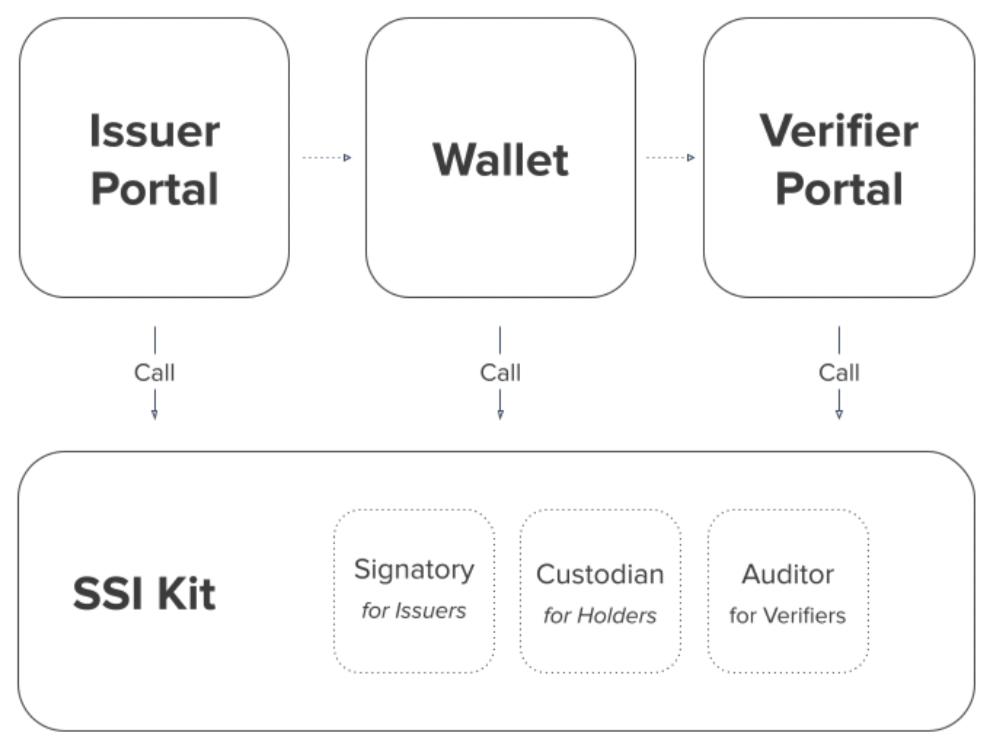 Issuer
Portal
Wallet
Verifier
Portal
Call
Call
Call
SSI Kit
Signatory
for Issuers
Custodian
for Holders
Auditor
for Verifiers